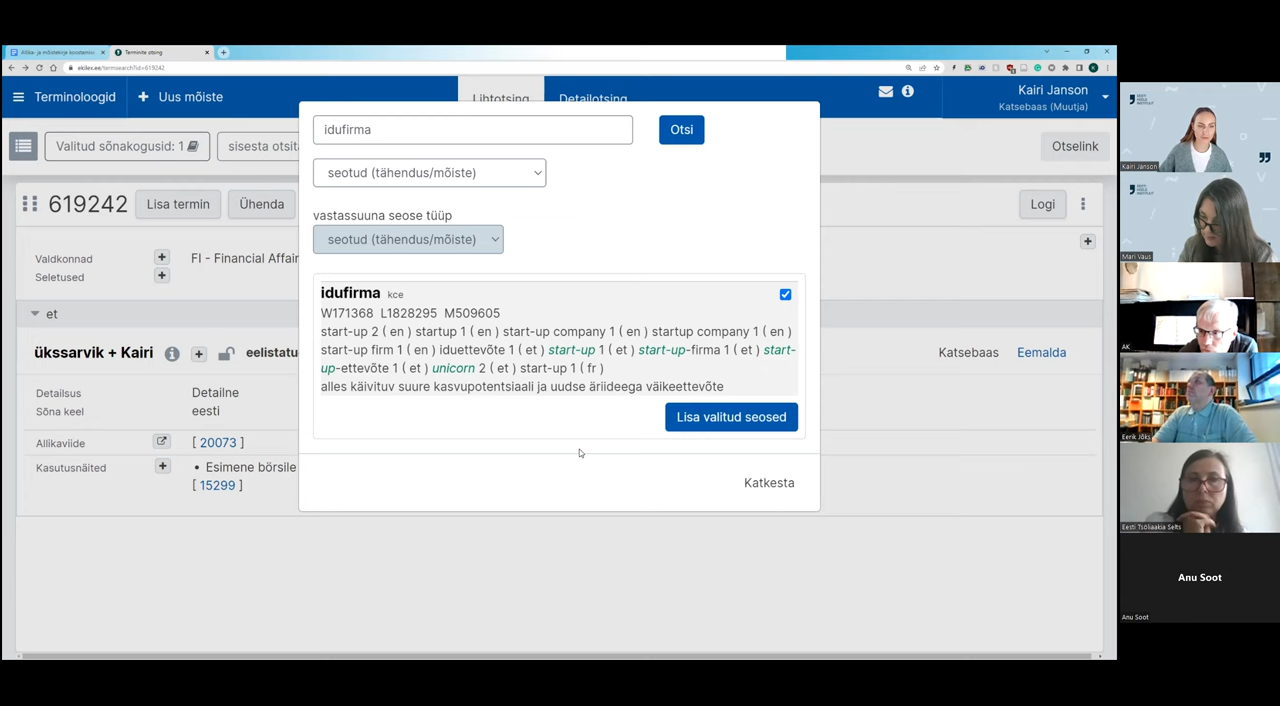 Allika- ja mõistekirje koostamis
Terminite otsing
ekilex.ee/termsearch?id=619242
Terminoloogid
Uus mõiste
Lihtotsing
Detailotsing
Kairi Janson
Katsebaas (Muutja)
Valitud sõnakogusid: 1
sisesta otsita
Otselink
idufirma
Otsi
seotud (tähendus/mõiste)
vastassuuna seose tüüp
seotud (tähendus/mõiste)
619242
Lisa termin
Ühenda
Logi
Valdkonnad
FI - Financial Affair
Seletused
et
ükssarvik + Kairi
eelistatu
Katsebaas
Eemalda
Detailsus
Detailne
Sõna keel
eesti
Allikaviide
[ 20073 ]
Kasutusnäited
• Esimene börsile
[ 15299 ]
idufirma kce
W171368 L1828295 M509605
start-up 2 ( en ) startup 1 ( en ) start-up company 1 ( en ) startup company 1 ( en )
start-up firm 1 ( en ) iduettevõte 1 ( et ) start-up 1 ( et ) start-up-firma 1 ( et ) start-
up-ettevõte 1 ( et ) unicorn 2 ( et ) start-up 1 ( fr )
alles käivituv suure kasvupotentsiaali ja uudse äriideega väikeettevõte
Lisa valitud seosed
Katkesta
Kairi Janson
Mari Vaus
AK
Eerik Jõks
Eesti Tsöliaakia Selts
Anu Soot
Anu Soot